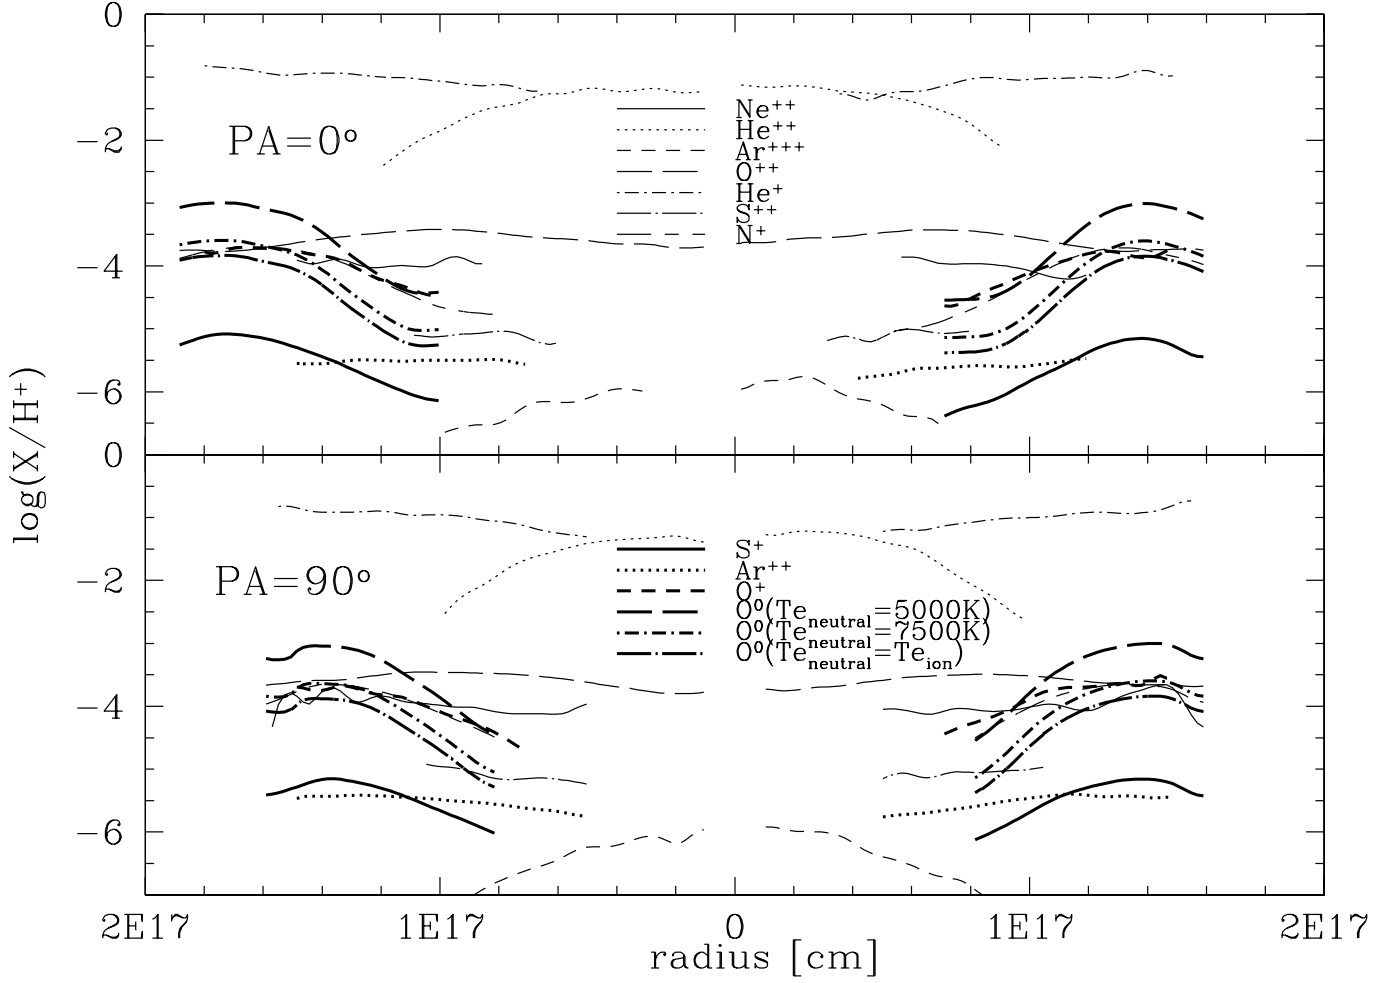 0
−2
−4
−6
PA=0°
Ne⁺⁺
He⁺⁺
Ar⁺⁺⁺
O⁺⁺
He⁺
S⁺⁺
N⁺
log(X/H⁺)
0
−2
−4
−6
PA=90°
S⁺
Ar⁺⁺
O⁺
O⁰(Te_neutral=5000K)
O⁰(Te_neutral=7500K)
O⁰(Te_neutral=Te_ion)
2E17 1E17 0 1E17 2E17
radius [cm]